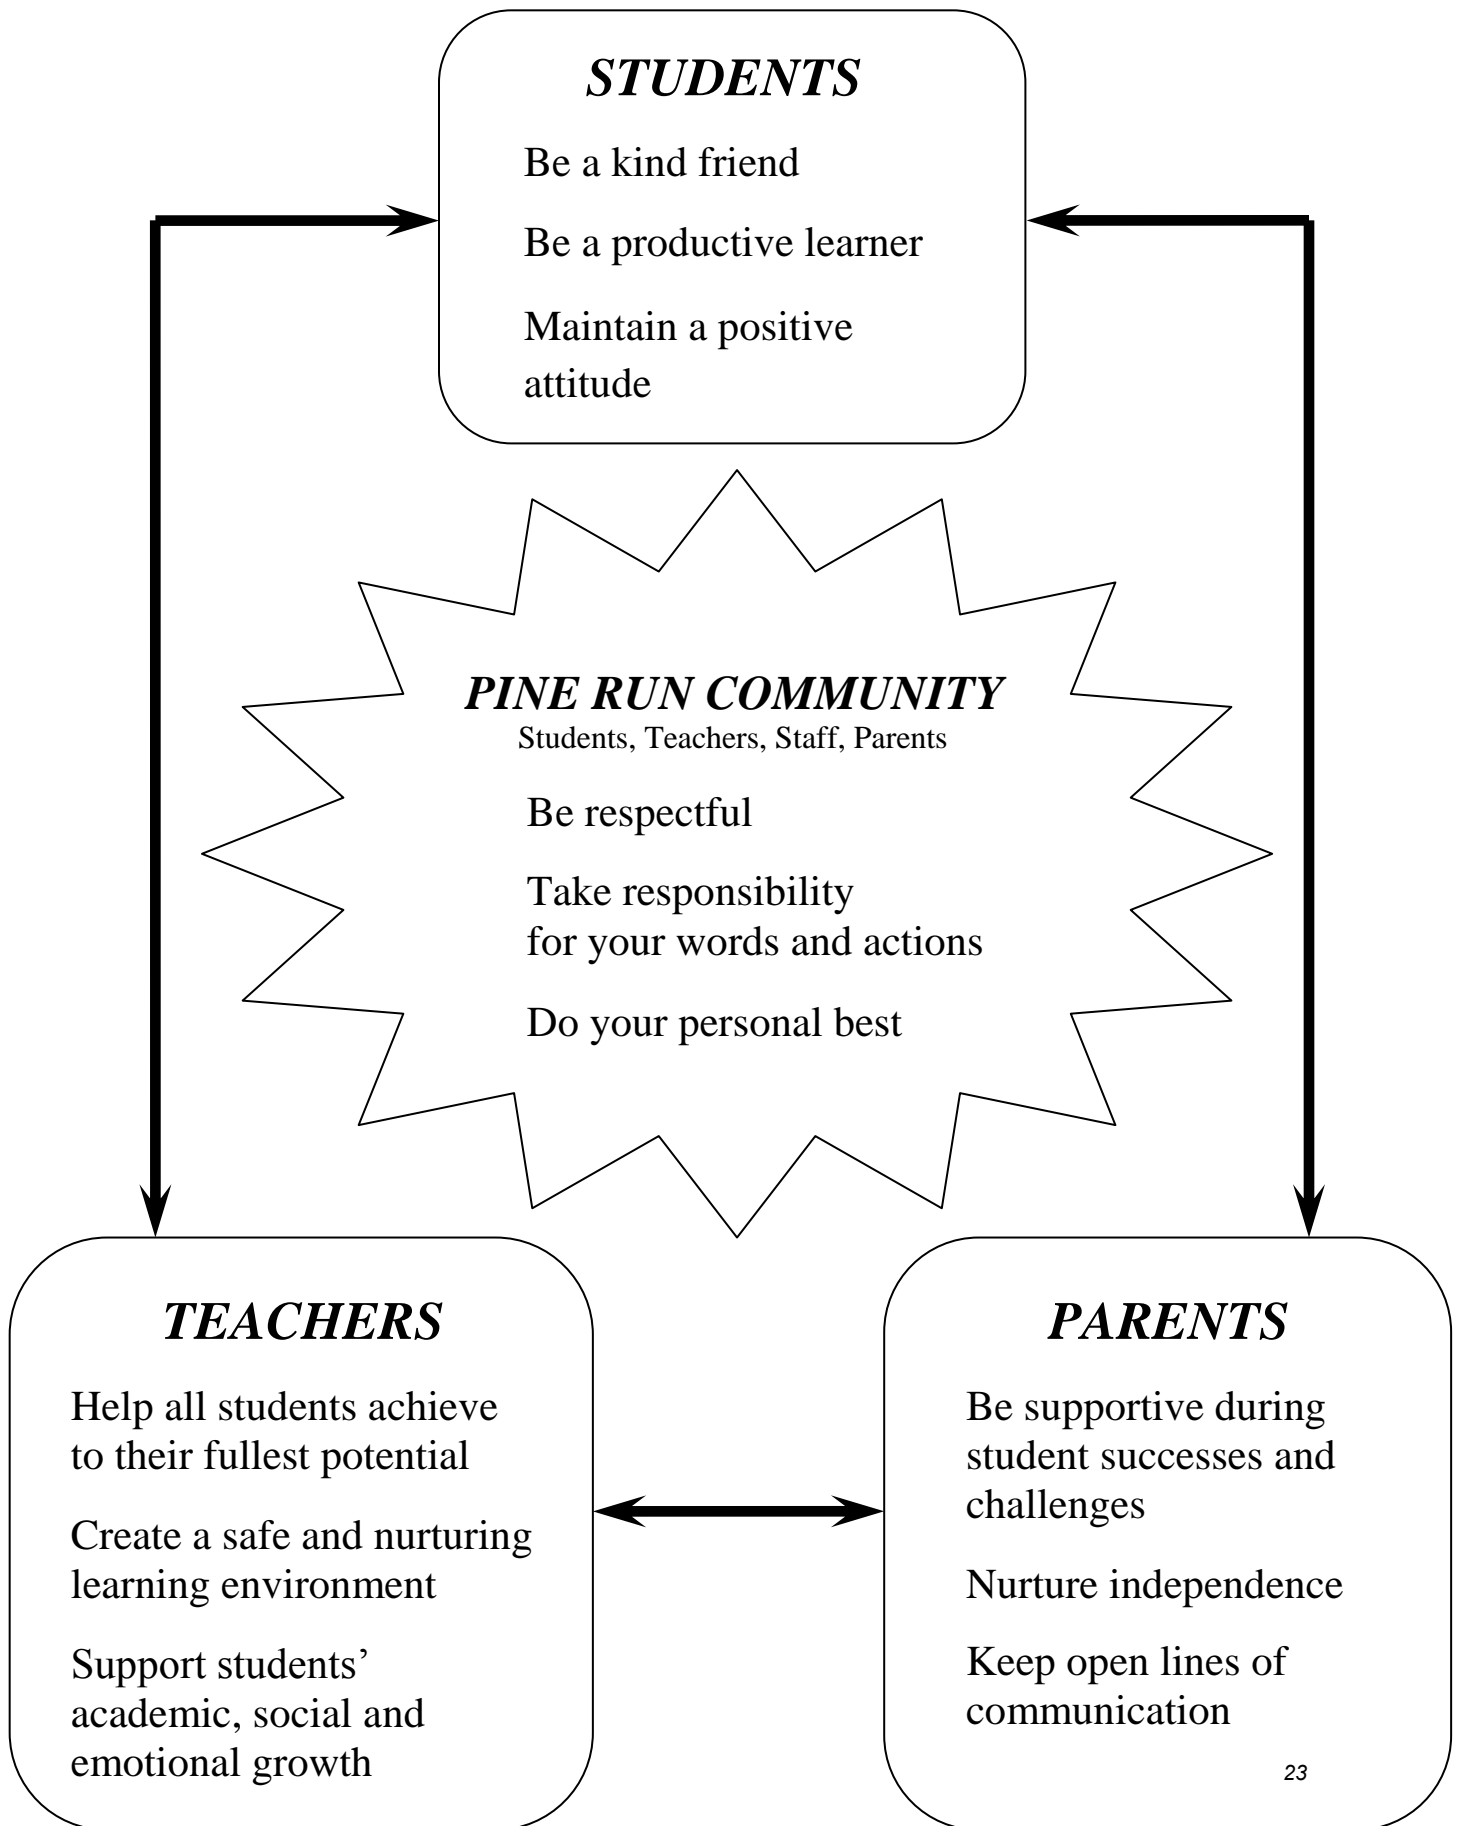 STUDENTS
Be a kind friend
Be a productive learner
Maintain a positive
attitude
PINE RUN COMMUNITY
Students, Teachers, Staff, Parents
Be respectful
Take responsibility
for your words and actions
Do your personal best
TEACHERS
Help all students achieve
to their fullest potential
Create a safe and nurturing
learning environment
Support students’
academic, social and
emotional growth
PARENTS
Be supportive during
student successes and
challenges
Nurture independence
Keep open lines of
communication
23